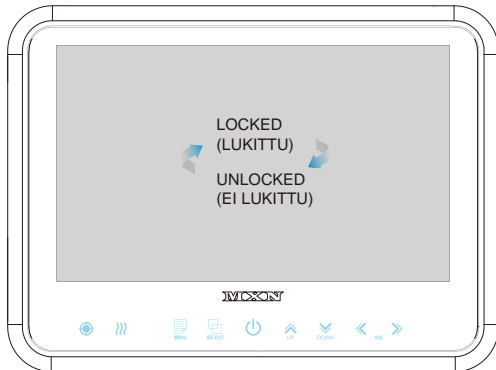 LOCKED
(LUKITTU)
UNLOCKED
(EI LUKITTU)
MXN
MENU SELECT UP DOWN VOL